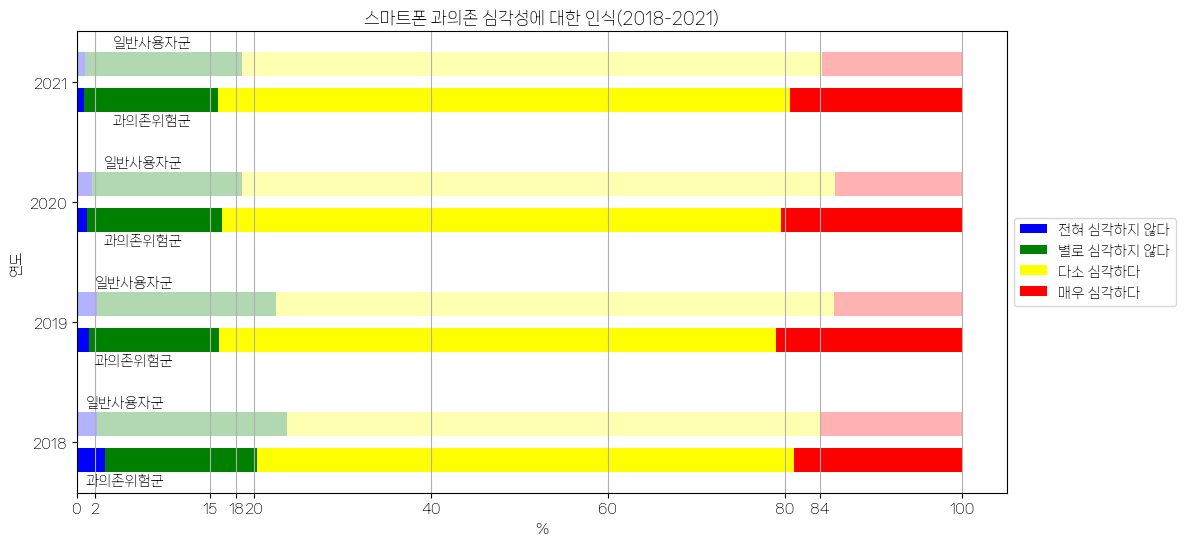 스마트폰 과의존 심각성에 대한 인식(2018-2021)
연도
2021
일반사용자군
과의존위험군
2020
일반사용자군
과의존위험군
2019
일반사용자군
과의존위험군
2018
일반사용자군
과의존위험군
0 2 15 18 20 40 60 80 84 100
%
전혀 심각하지 않다
별로 심각하지 않다
다소 심각하다
매우 심각하다